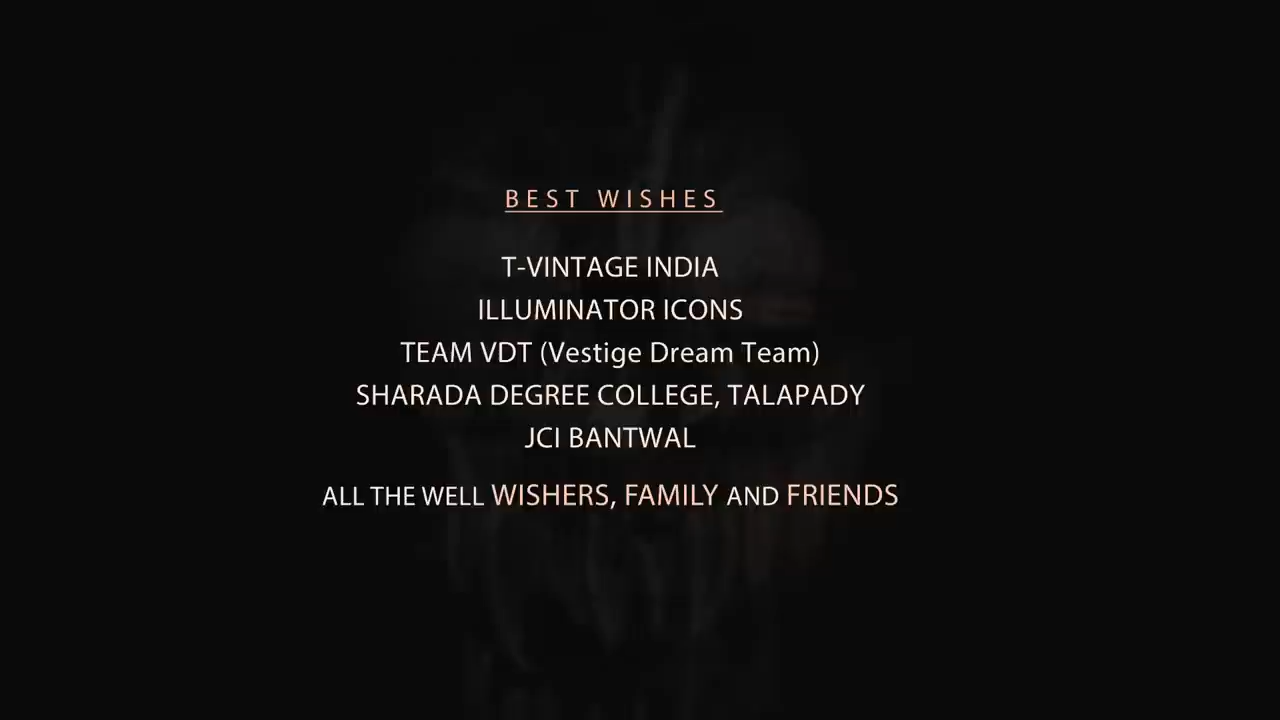 BEST WISHES
T-VINTAGE INDIA
ILLUMINATOR ICONS
TEAM VDT (Vestige Dream Team)
SHARADA DEGREE COLLEGE, TALAPADY
JCI BANTWAL
ALL THE WELL WISHERS, FAMILY AND FRIENDS